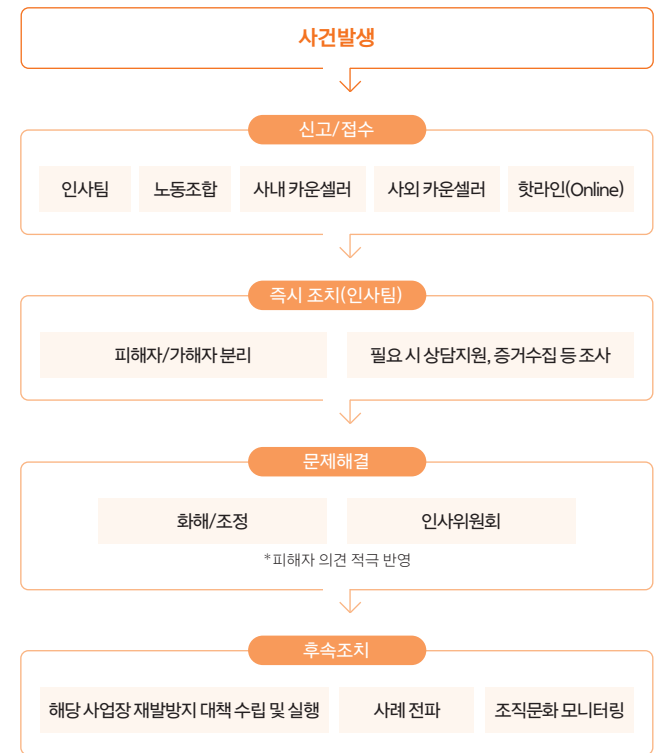 사건발생
신고/접수
인사팀 노동조합 사내 카운셀러 사외 카운셀러 핫라인(Online)
즉시 조치(인사팀)
피해자/가해자 분리 필요 시 상담지원, 증거수집 등 조사
문제해결
화해/조정 인사위원회
*피해자 의견 적극 반영
후속조치
해당 사업장 재발방지 대책 수립 및 실행 사례 전파 조직문화 모니터링